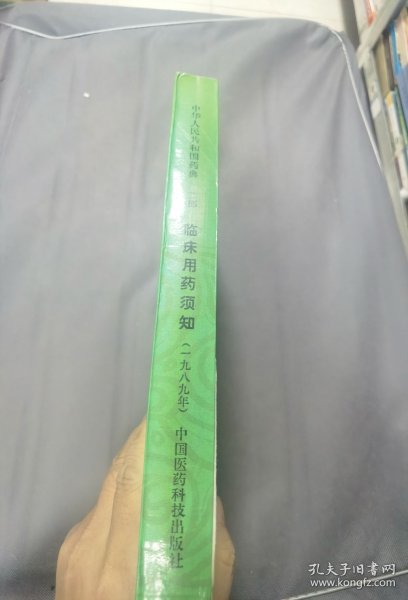 中华人民共和国药典
二部
临床用药须知
(一九八九年)
中国医药科技出版社
孔夫子旧书网
www.kongfz.com